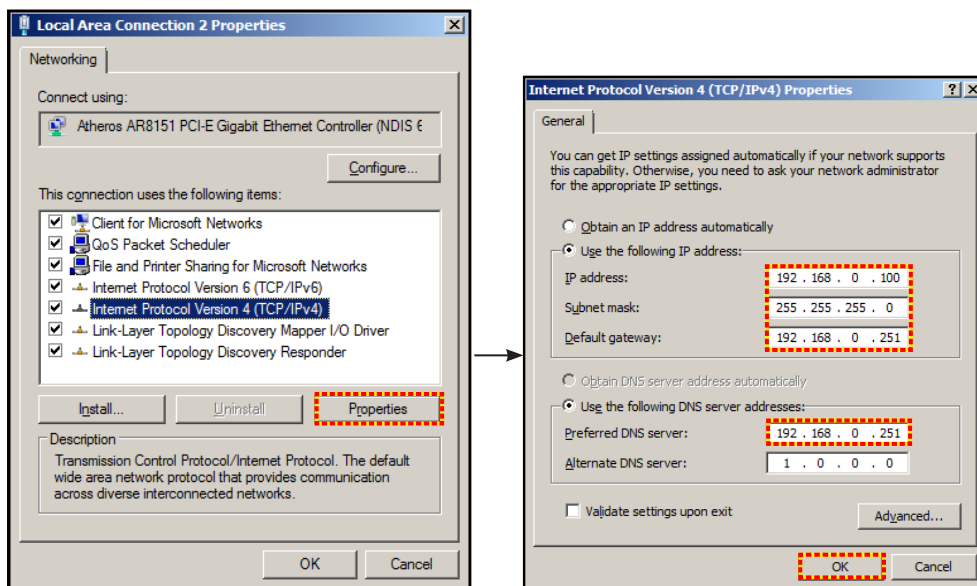 Local Area Connection 2 Properties
Networking
Connect using:
Atheros AR8151 PCI-E Gigabit Ethernet Controller (NDIS 6
Configure...
This connection uses the following items:
Client for Microsoft Networks
QoS Packet Scheduler
File and Printer Sharing for Microsoft Networks
Internet Protocol Version 6 (TCP/IPv6)
Internet Protocol Version 4 (TCP/IPv4)
Link-Layer Topology Discovery Mapper I/O Driver
Link-Layer Topology Discovery Responder
Install...
Uninstall
Properties
Description
Transmission Control Protocol/Internet Protocol. The default
wide area network protocol that provides communication
across diverse interconnected networks.
OK
Cancel
Internet Protocol Version 4 (TCP/IPv4) Properties
General
You can get IP settings assigned automatically if your network supports
this capability. Otherwise, you need to ask your network administrator
for the appropriate IP settings.
Obtain an IP address automatically
Use the following IP address:
IP address: 192 . 168 . 0 . 100
Subnet mask: 255 . 255 . 255 . 0
Default gateway: 192 . 168 . 0 . 251
Obtain DNS server address automatically
Use the following DNS server addresses:
Preferred DNS server: 192 . 168 . 0 . 251
Alternate DNS server: 1 . 0 . 0 . 0
Validate settings upon exit
Advanced...
OK
Cancel